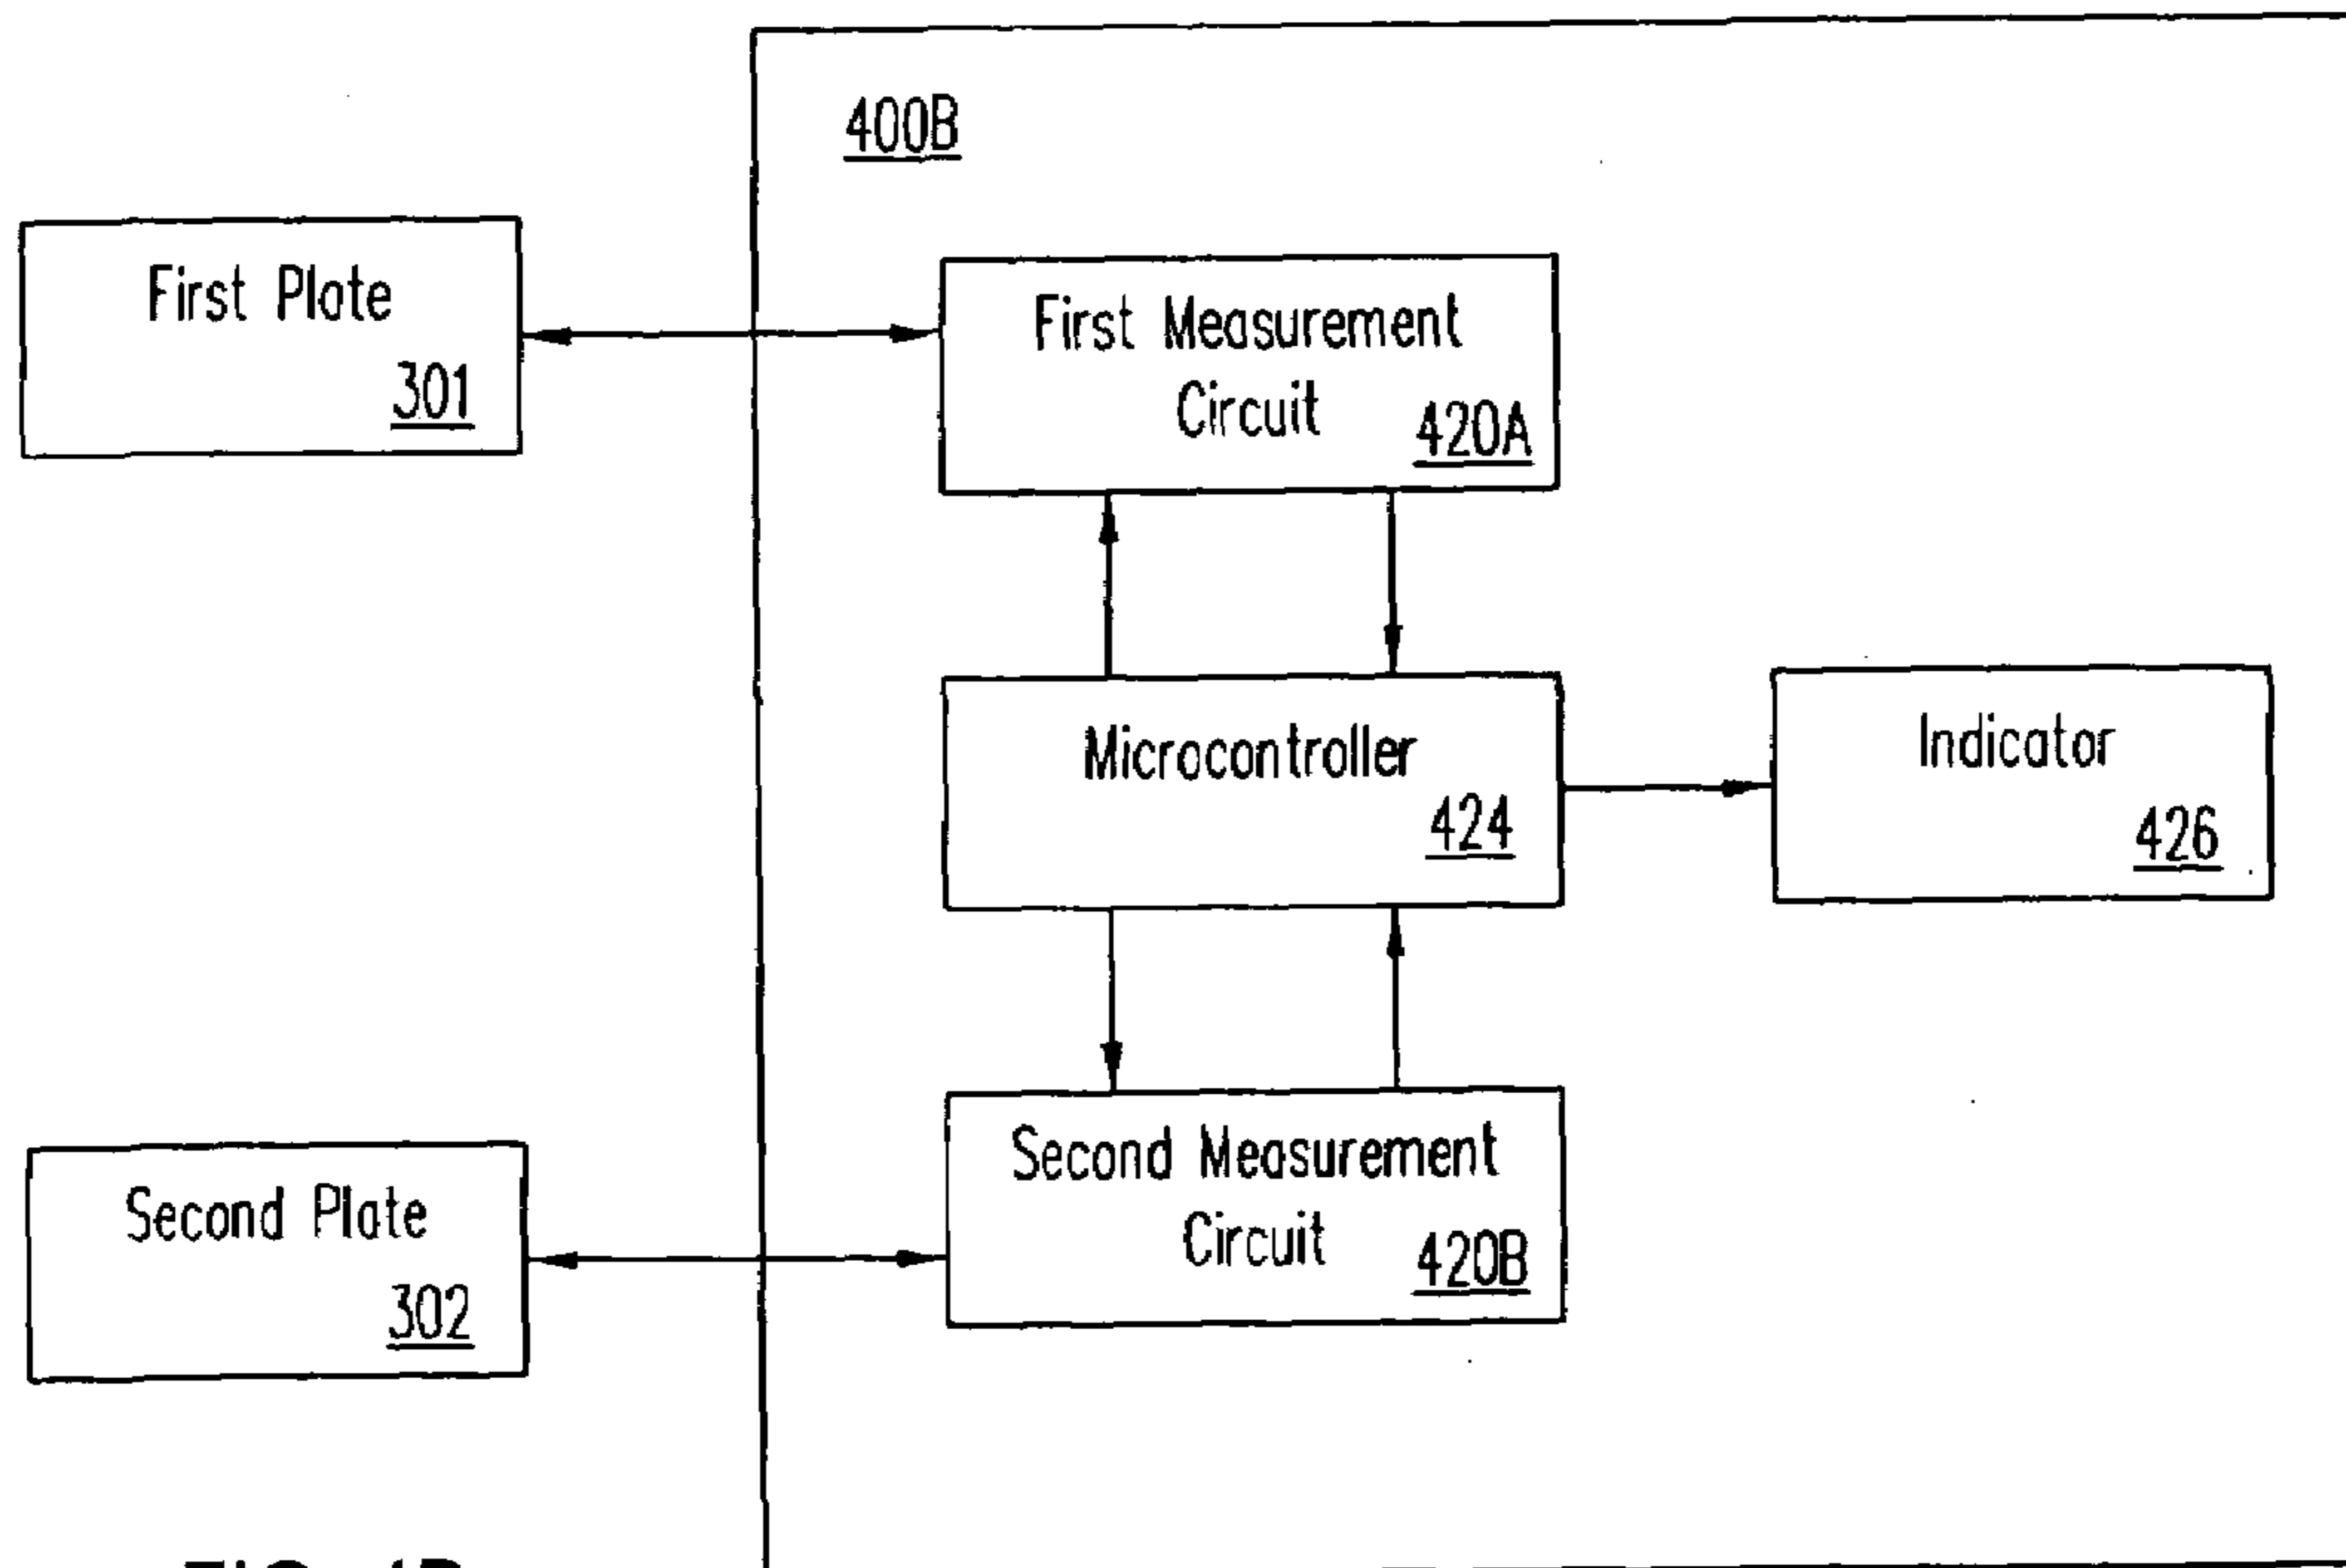 400B
First Plate
301
First Measurement
Circuit
420A
Microcontroller
424
Indicator
426
Second Measurement
Circuit
420B
Second Plate
302